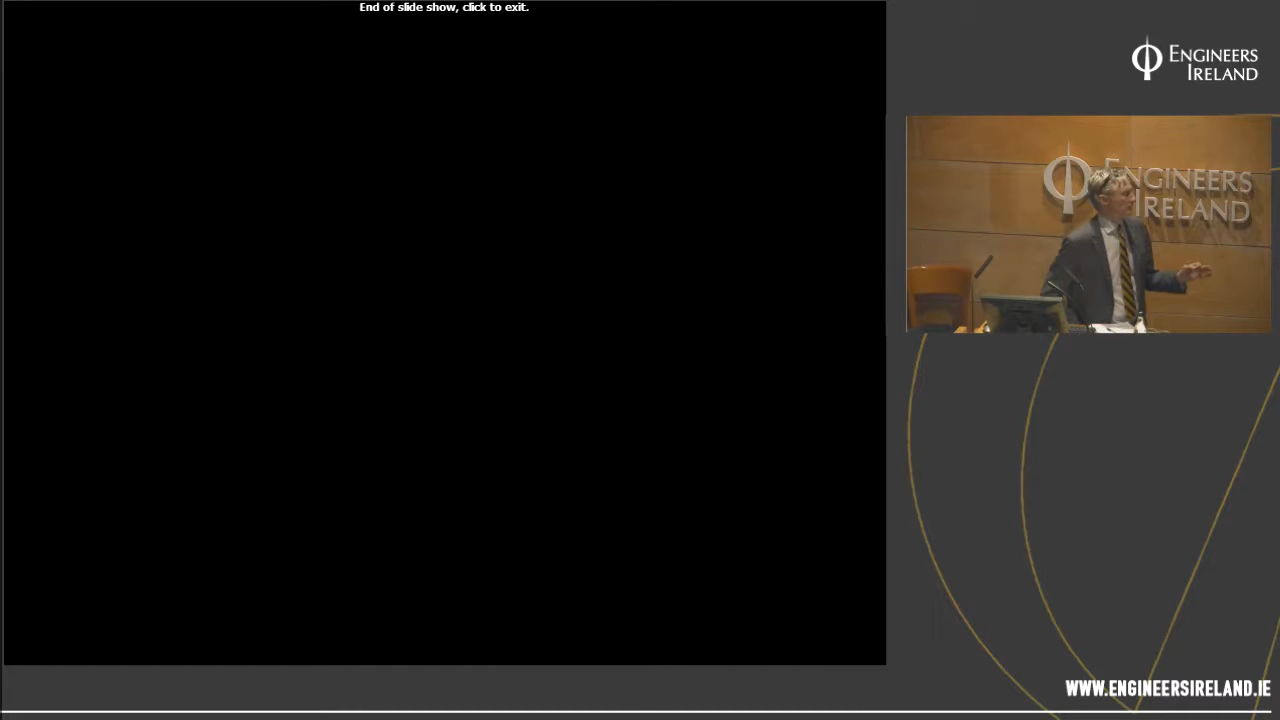 End of slide show, click to exit.
ENGINEERS
IRELAND
ENGINEERS
IRELAND
WWW.ENGINEERSIRELAND.IE